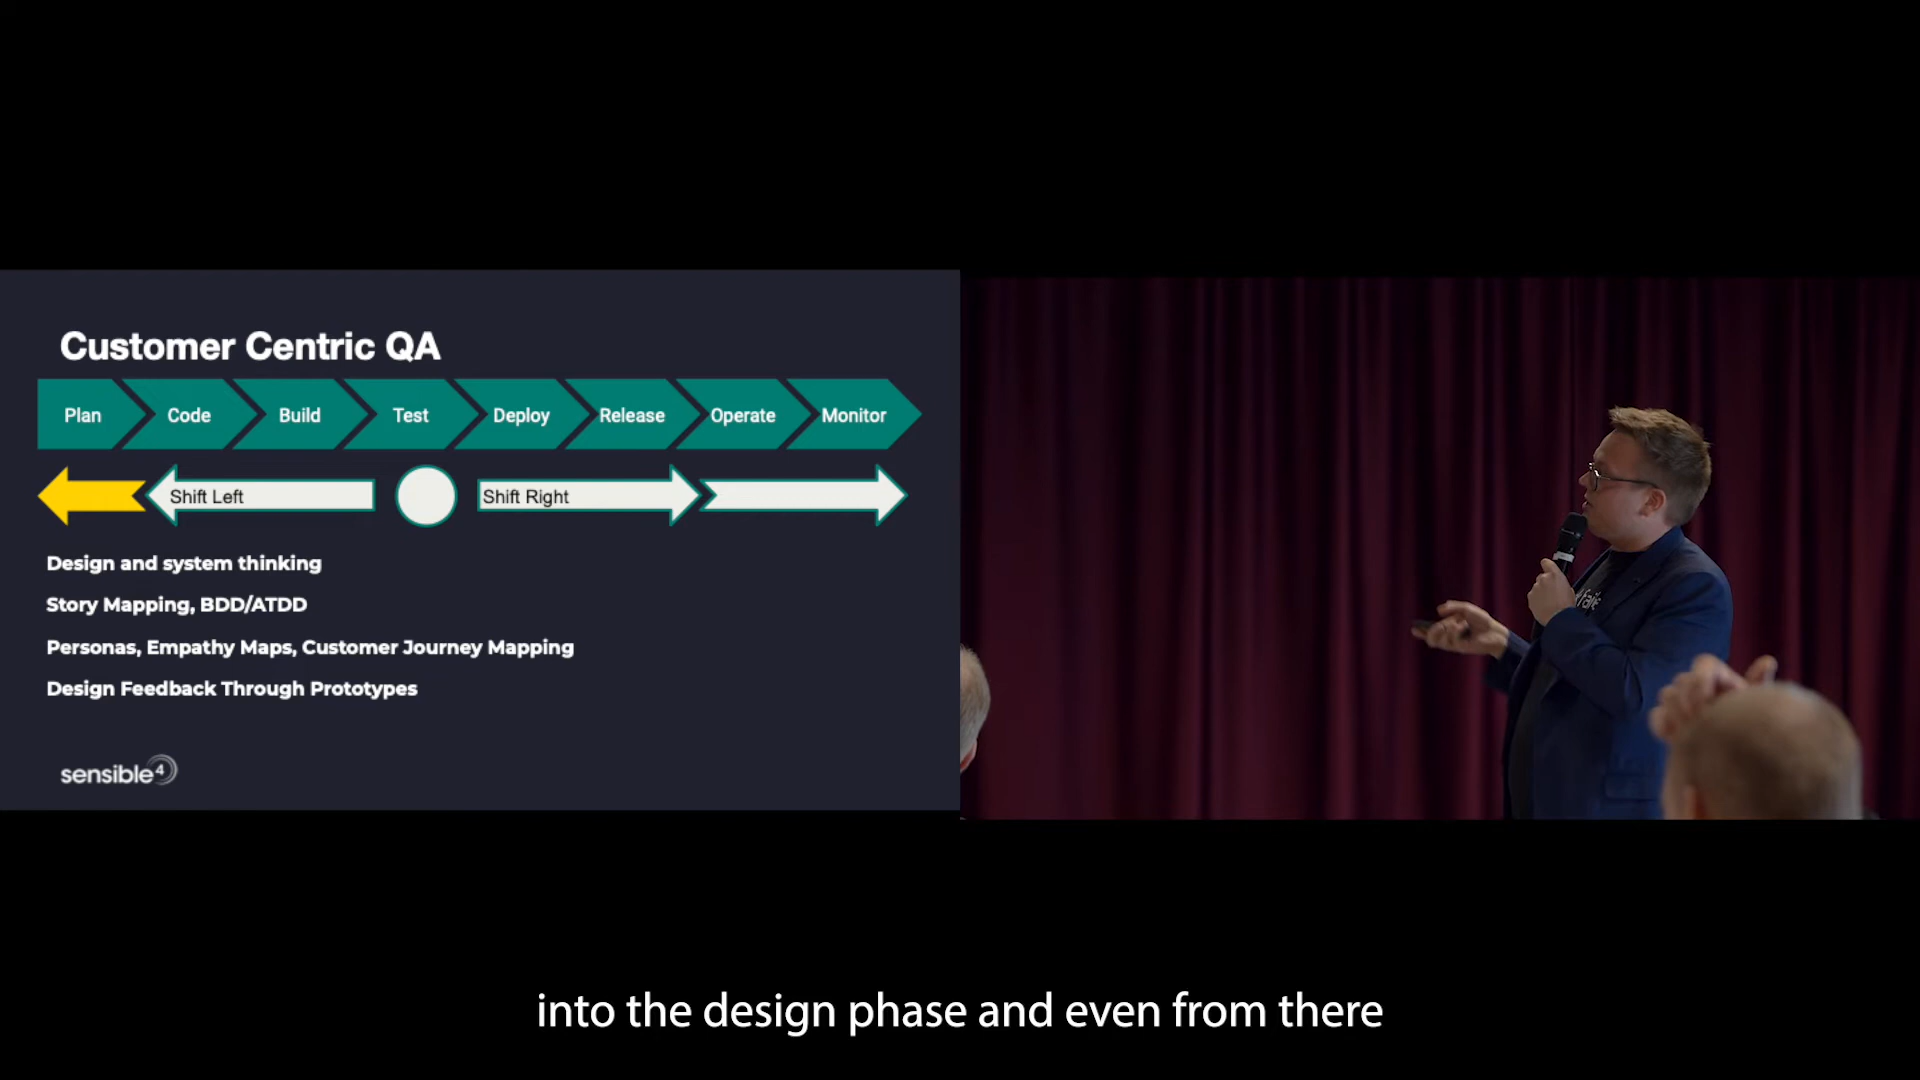 Customer Centric QA
Plan Code Build Test Deploy Release Operate Monitor
Shift Left Shift Right
Design and system thinking
Story Mapping, BDD/ATDD
Personas, Empathy Maps, Customer Journey Mapping
Design Feedback Through Prototypes
sensible4
into the design phase and even from there